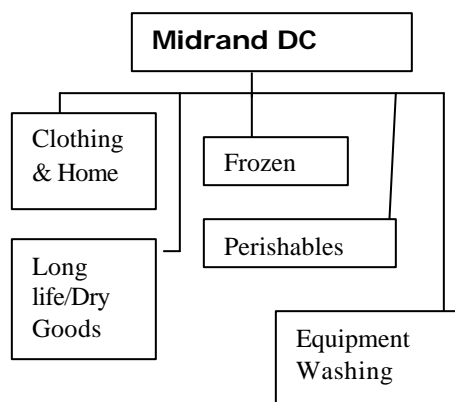 Midrand DC
Clothing
& Home
Frozen
Perishables
Long
life/Dry
Goods
Equipment
Washing